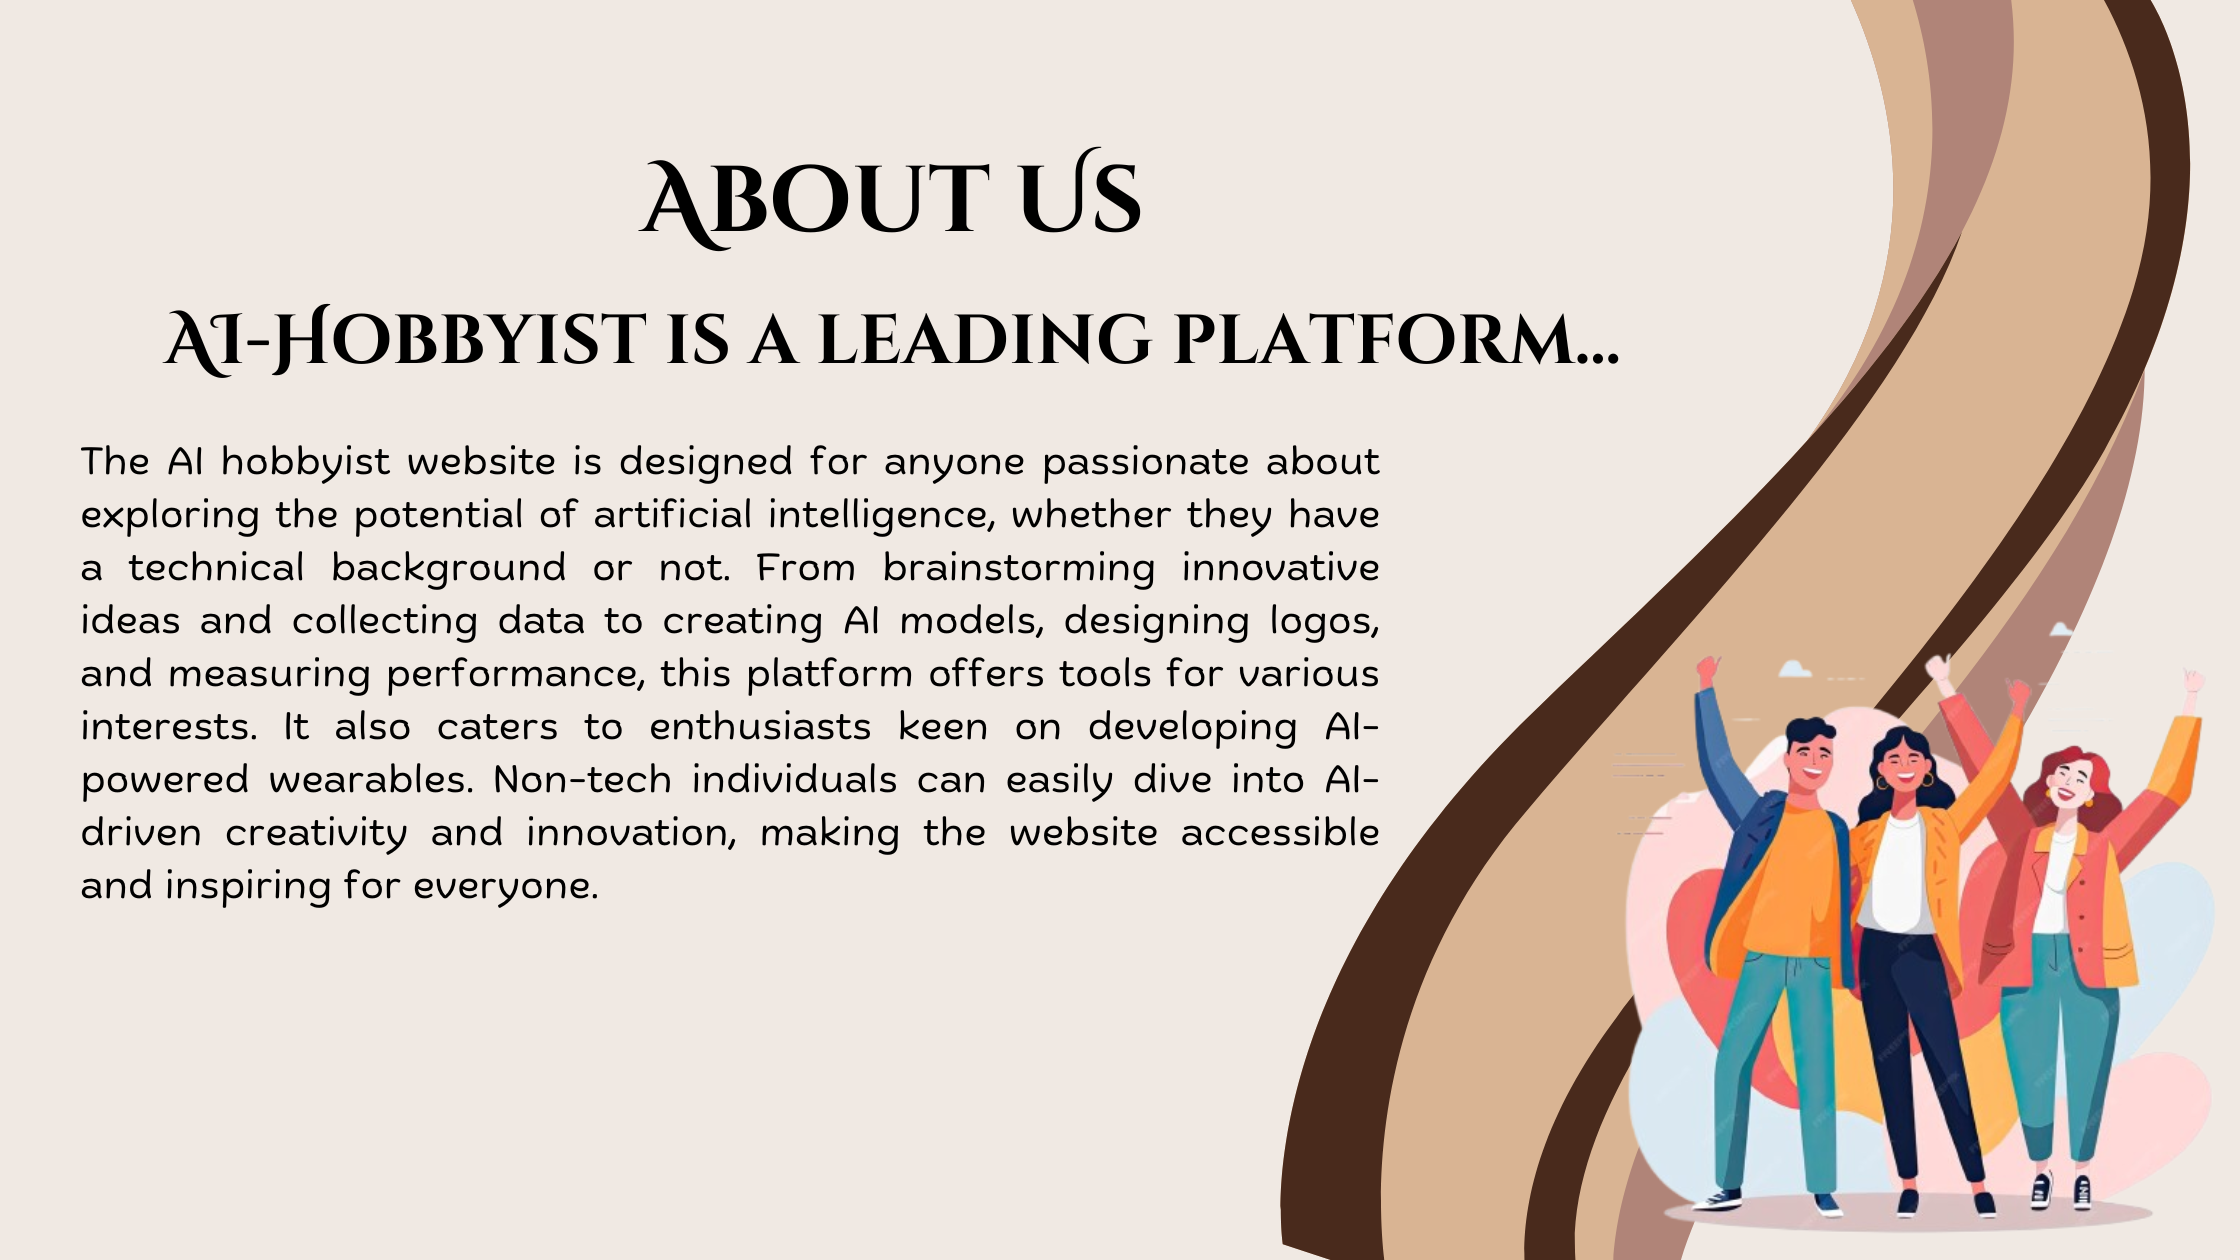 About Us
AI-Hobbyist is a leading platform...
The AI hobbyist website is designed for anyone passionate about
exploring the potential of artificial intelligence, whether they have
a technical background or not. From brainstorming innovative
ideas and collecting data to creating AI models, designing logos,
and measuring performance, this platform offers tools for various
interests. It also caters to enthusiasts keen on developing AI-
powered wearables. Non-tech individuals can easily dive into AI-
driven creativity and innovation, making the website accessible
and inspiring for everyone.